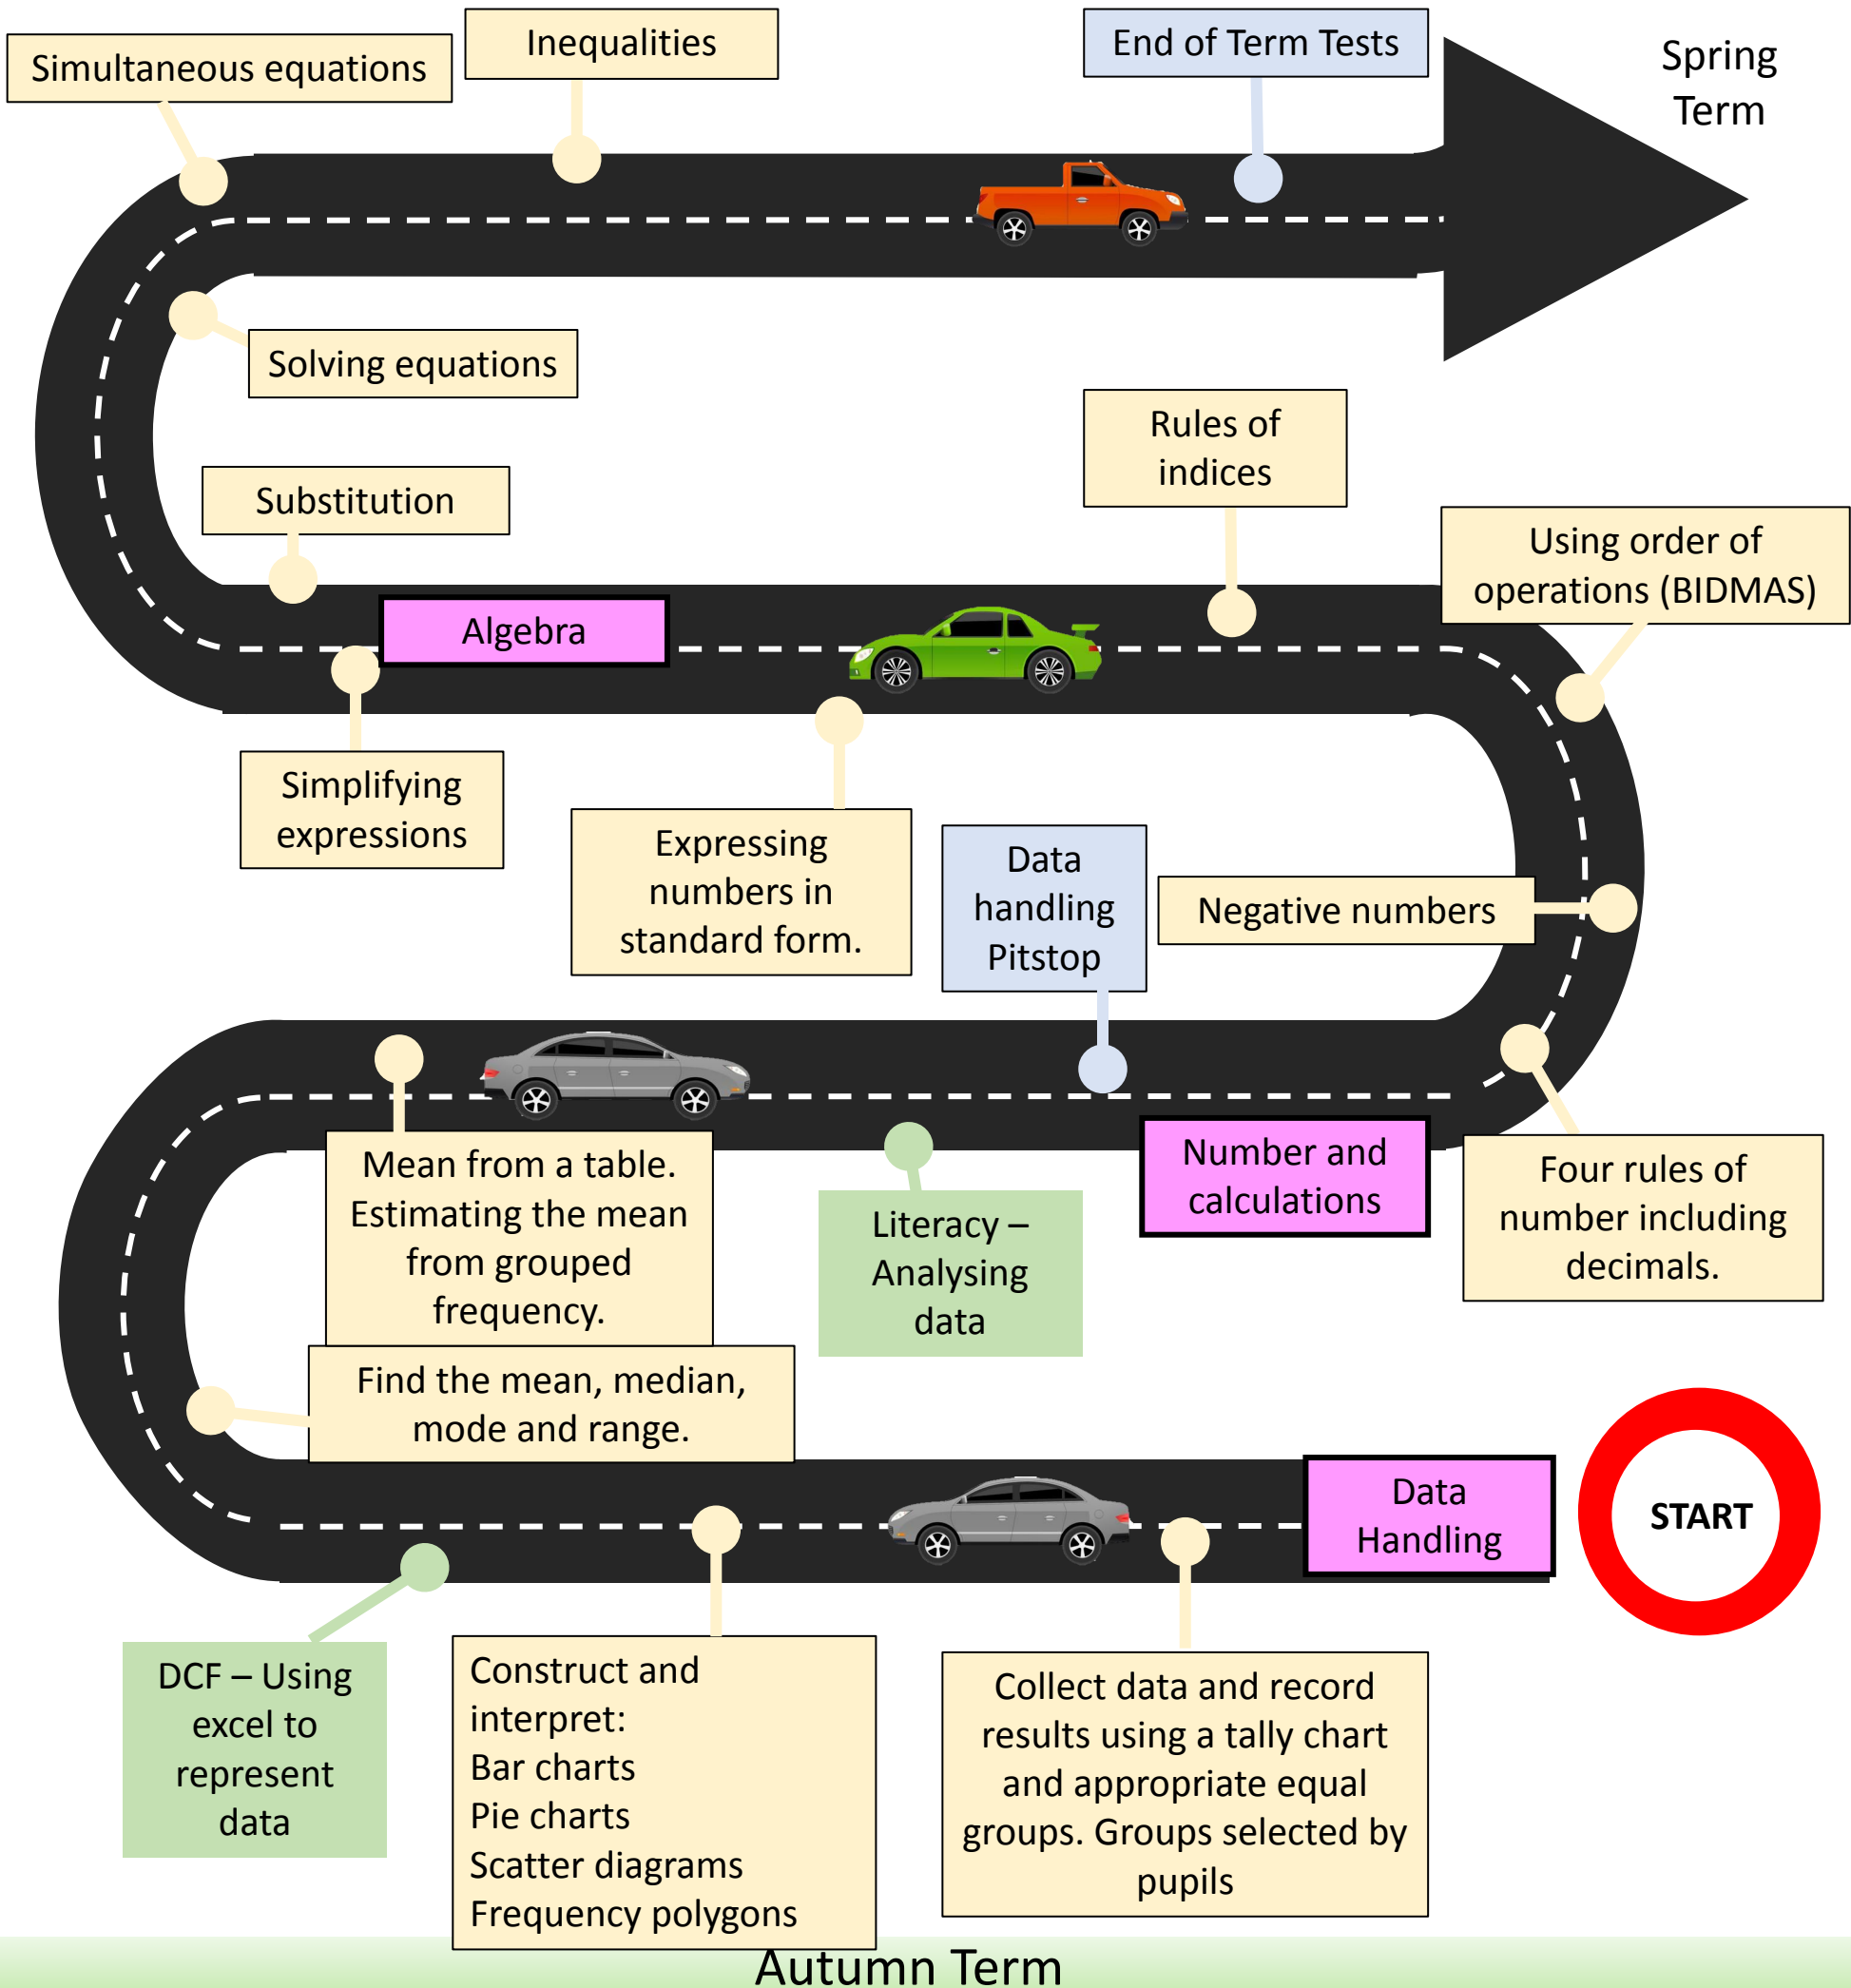 Simultaneous equations
Inequalities
End of Term Tests
Spring
Term
Solving equations
Rules of
indices
Substitution
Using order of
operations (BIDMAS)
Algebra
Simplifying
expressions
Expressing
numbers in
standard form.
Data
handling
Pitstop
Negative numbers
Mean from a table.
Estimating the mean
from grouped
frequency.
Literacy –
Analysing
data
Number and
calculations
Four rules of
number including
decimals.
Find the mean, median,
mode and range.
Data
Handling
START
DCF – Using
excel to
represent
data
Construct and
interpret:
Bar charts
Pie charts
Scatter diagrams
Frequency polygons
Collect data and record
results using a tally chart
and appropriate equal
groups. Groups selected by
pupils
Autumn Term